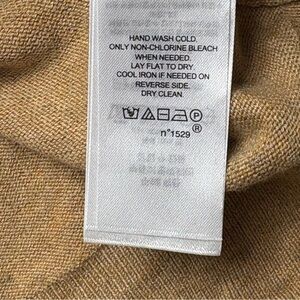 HAND WASH COLD.
ONLY NON-CHLORINE BLEACH
WHEN NEEDED.
LAY FLAT TO DRY.
COOL IRON IF NEEDED ON
REVERSE SIDE.
DRY CLEAN
P
n°1529 ®